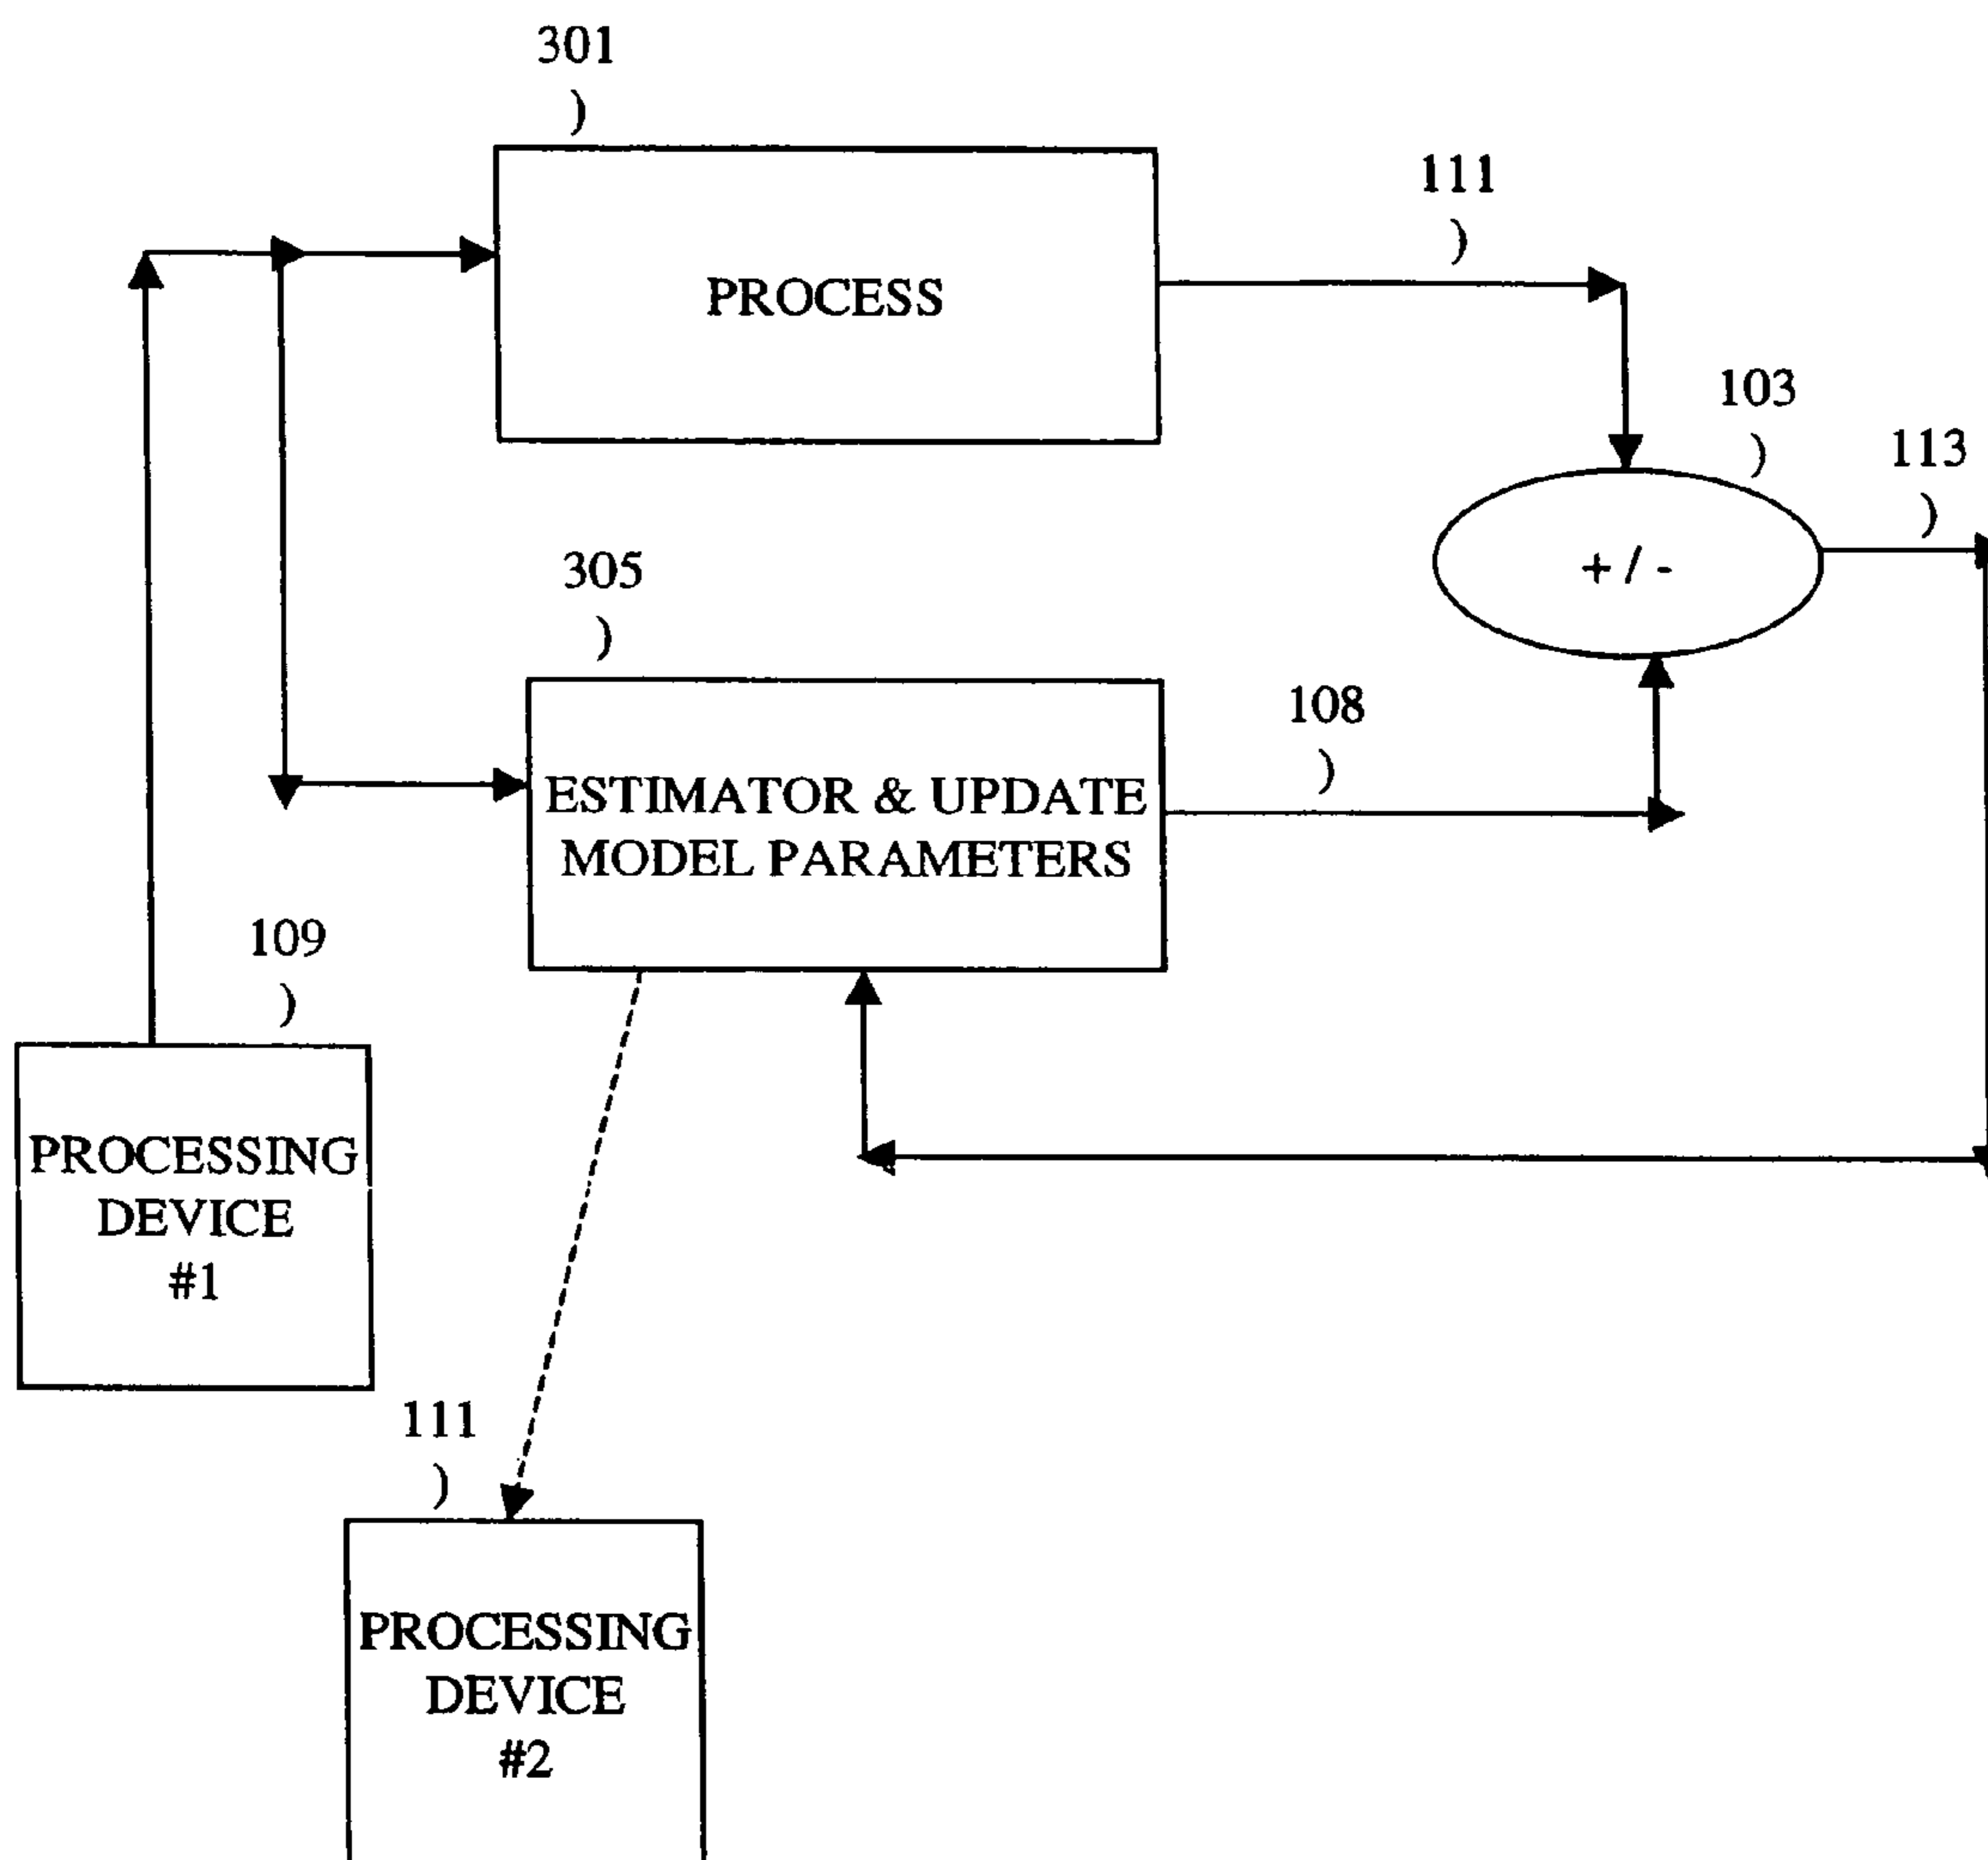 301
)
PROCESS
111
)
103
)
113
)
+ / -
305
)
ESTIMATOR & UPDATE
MODEL PARAMETERS
108
)
109
)
PROCESSING
DEVICE
#1
111
)
PROCESSING
DEVICE
#2